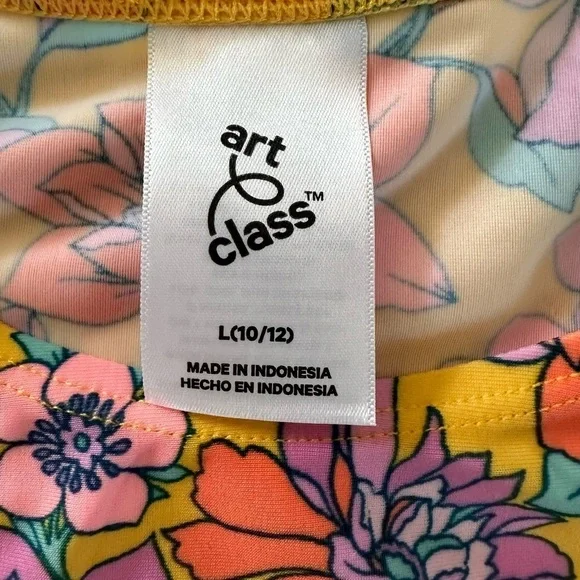 art
class™
L(10/12)
MADE IN INDONESIA
HECHO EN INDONESIA